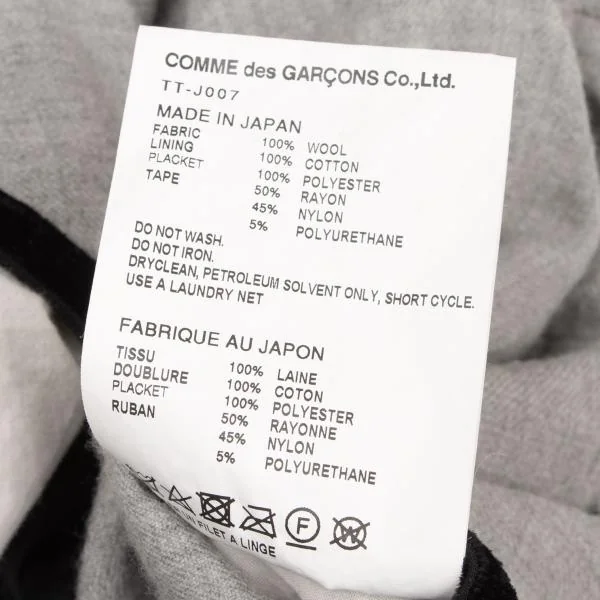 COMME des GARÇONS Co.,Ltd.
TT-J007
MADE IN JAPAN
FABRIC 100% WOOL
LINING 100% COTTON
PLACKET 100% POLYESTER
TAPE 50% RAYON
45% NYLON
5% POLYURETHANE
DO NOT WASH.
DO NOT IRON.
DRYCLEAN, PETROLEUM SOLVENT ONLY, SHORT CYCLE.
USE A LAUNDRY NET
FABRIQUE AU JAPON
TISSU 100% LAINE
DOUBLURE 100% COTON
PLACKET 100% POLYESTER
RUBAN 50% RAYONNE
45% NYLON
5% POLYURETHANE
F W
UN FILET A LINGE